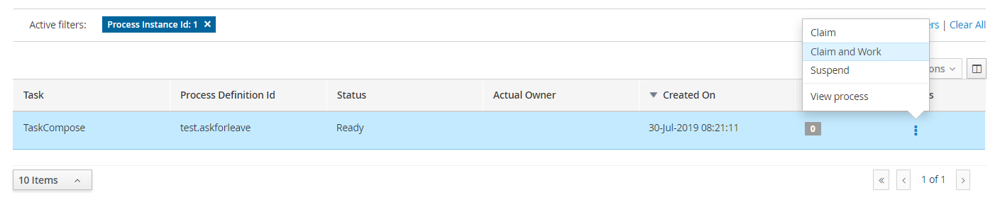 Active filters: Process Instance Id: 1 × ers | Clear All
Claim
Claim and Work
Suspend
View process
ons
Task Process Definition Id Status Actual Owner Created On s
TaskCompose test.askforleave Ready 30-Jul-2019 08:21:11 0
10 Items « < 1 of 1 >